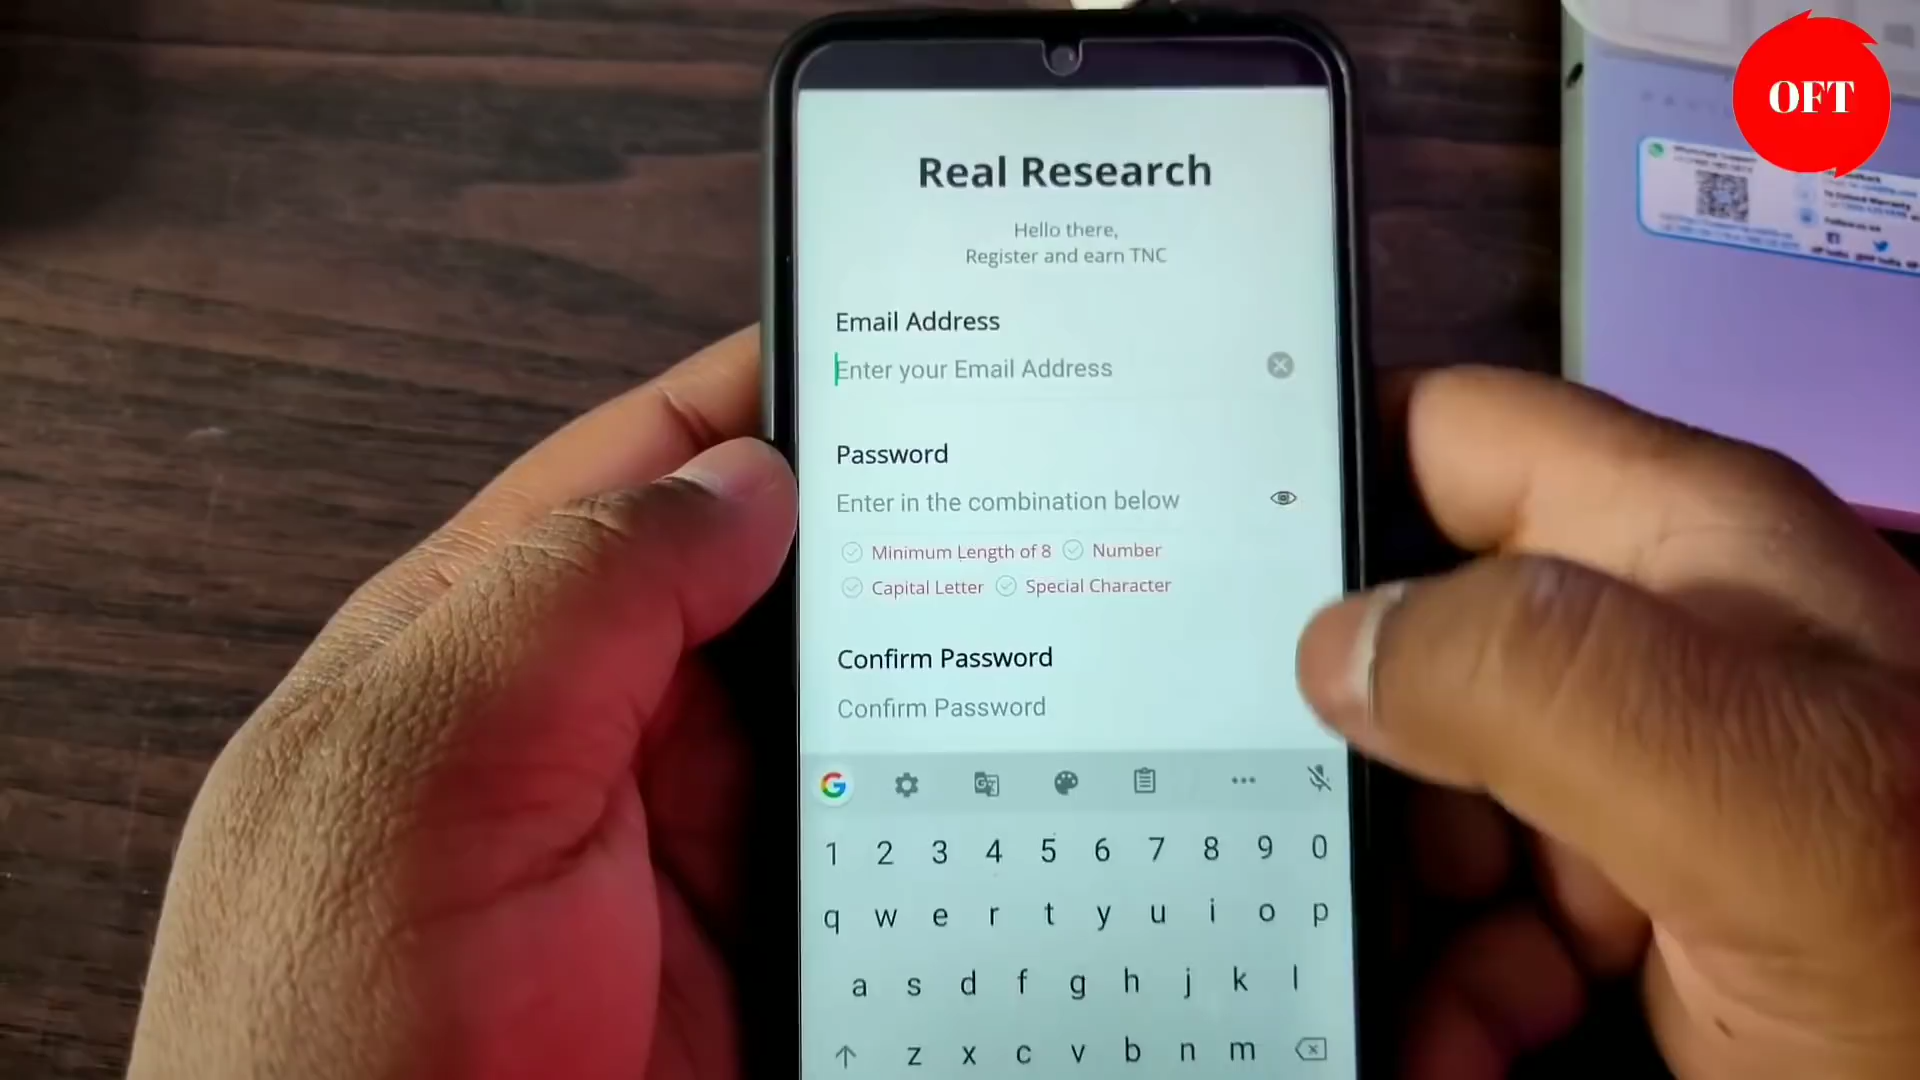 OFT
Real Research
Hello there,
Register and earn TNC
Email Address
Enter your Email Address
Password
Enter in the combination below
Minimum Length of 8 Number
Capital Letter Special Character
Confirm Password
Confirm Password
1 2 3 4 5 6 7 8 9 0
q w e r t y u i o p
a s d f g h j k l
z x c v b n m